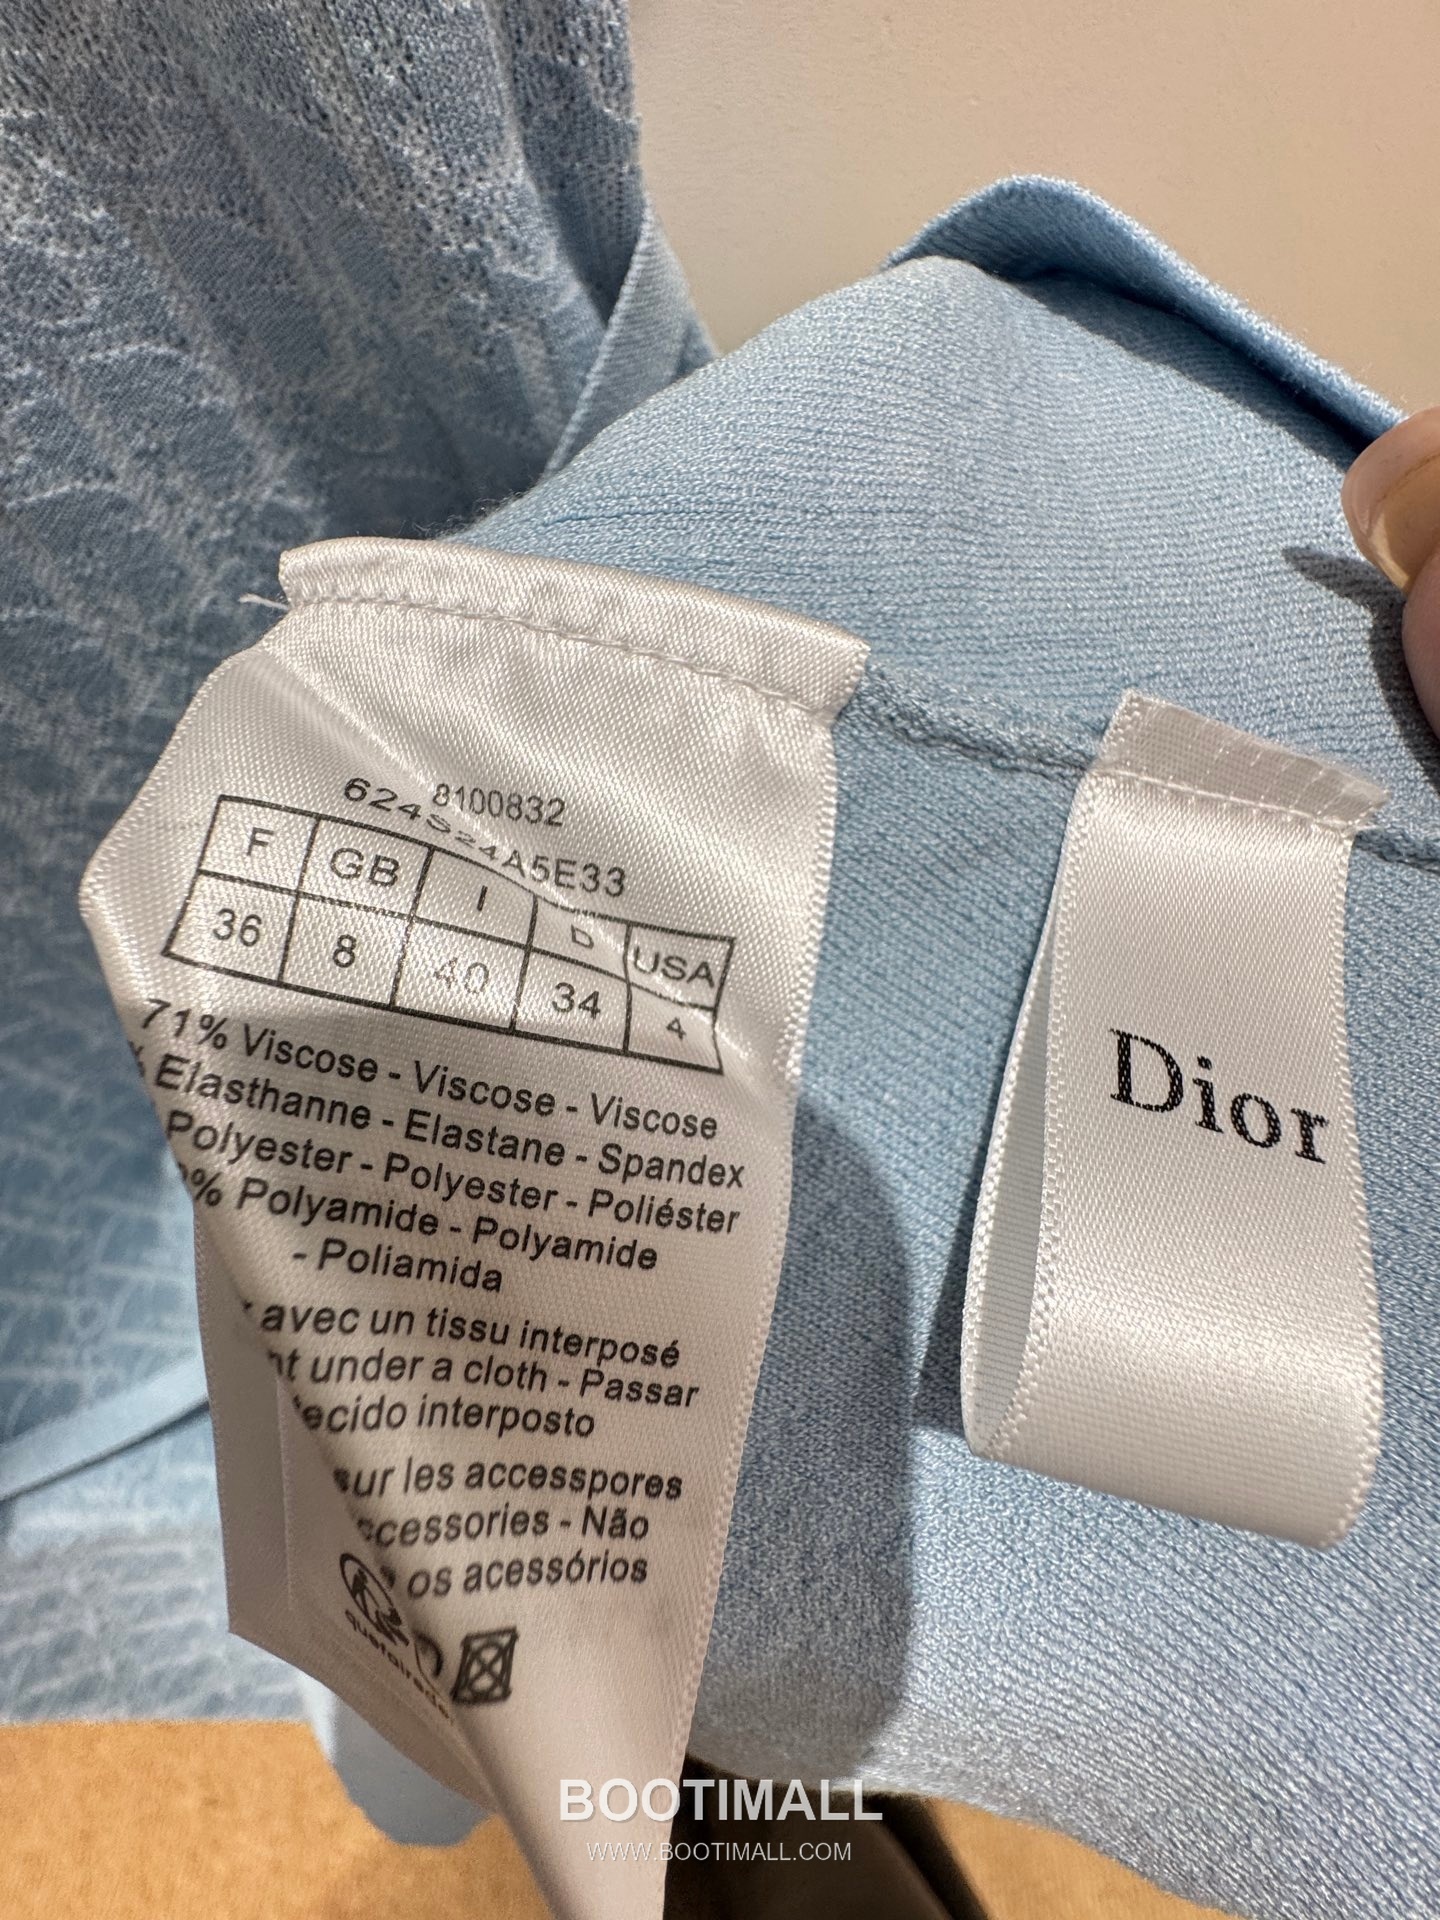 8100832
624S24A5E33
F GB I D USA
36 8 40 34 4
71% Viscose - Viscose - Viscose
% Elasthanne - Elastane - Spandex
Polyester - Polyester - Poliéster
% Polyamide - Polyamide
- Poliamida
avec un tissu interposé
under a cloth - Passar
tecido interposto
sur les accesspores
ccessories - Não
os acessórios
Dior
BOOTIMALL
WWW.BOOTIMALL.COM